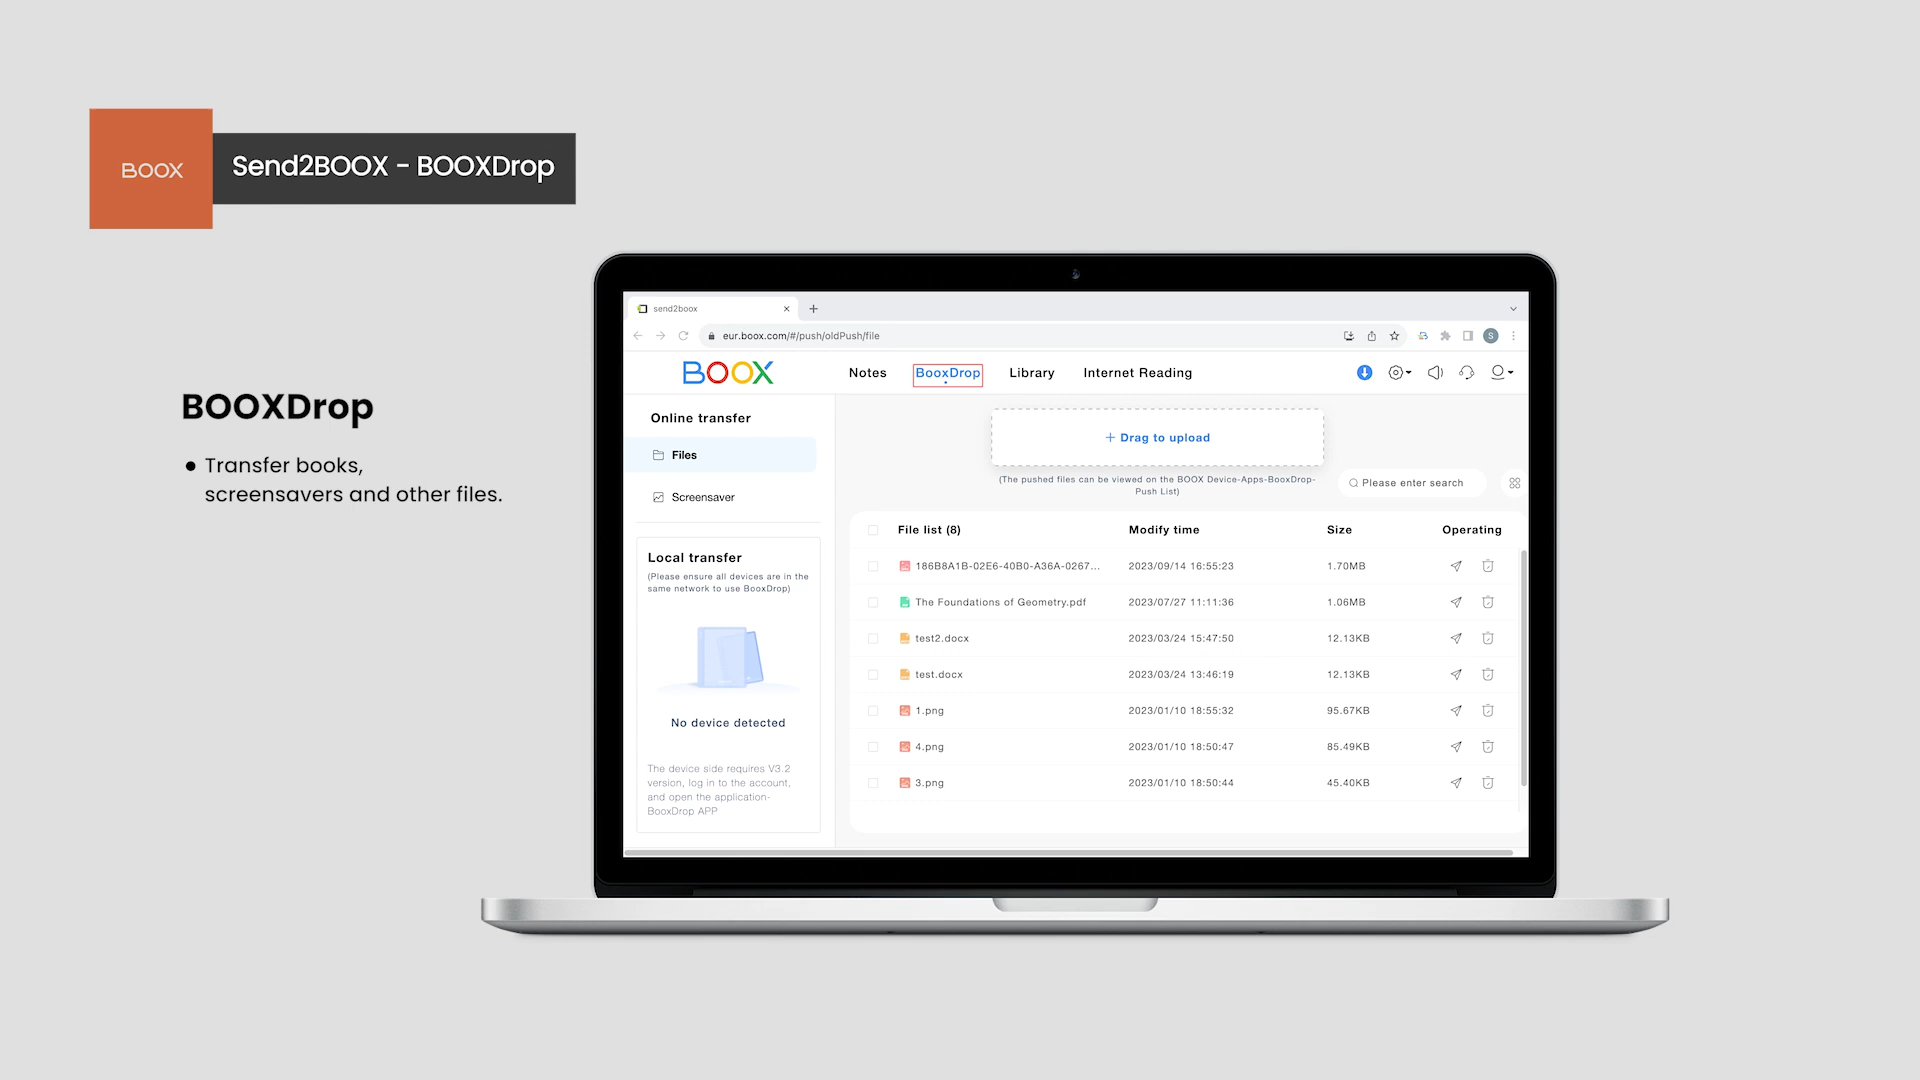 BOOX
Send2BOOX - BOOXDrop
BOOXDrop
● Transfer books,
screensavers and other files.
send2boox
eur.boox.com/#/push/oldPush/file
S
BOOX
Notes
BooxDrop
Library
Internet Reading
Online transfer
Files
Screensaver
Local transfer
(Please ensure all devices are in the
same network to use BooxDrop)
No device detected
The device side requires V3.2
version, log in to the account,
and open the application-
BooxDrop APP
+ Drag to upload
(The pushed files can be viewed on the BOOX Device-Apps-BooxDrop-
Push List)
Please enter search
File list (8) Modify time Size Operating
186B8A1B-02E6-40B0-A36A-0267... 2023/09/14 16:55:23 1.70MB
The Foundations of Geometry.pdf 2023/07/27 11:11:36 1.06MB
test2.docx 2023/03/24 15:47:50 12.13KB
test.docx 2023/03/24 13:46:19 12.13KB
1.png 2023/01/10 18:55:32 95.67KB
4.png 2023/01/10 18:50:47 85.49KB
3.png 2023/01/10 18:50:44 45.40KB